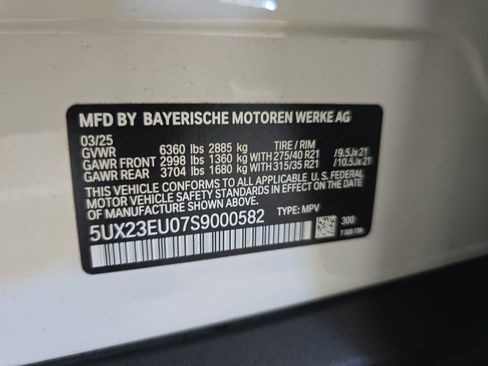 MFD BY BAYERISCHE MOTOREN WERKE AG
03/25
GVWR 6360 lbs 2885 kg TIRE / RIM
GAWR FRONT 2998 lbs 1360 kg WITH 275/40 R21 /9.5Jx21
GAWR REAR 3704 lbs 1680 kg WITH 315/35 R21 /10.5Jx21
THIS VEHICLE CONFORMS TO ALL APPLICABLE U. S. FEDERAL
MOTOR VEHICLE SAFETY STANDARDS IN EFFECT ON THE DATE
OF MANUFACTURE SHOWN ABOVE.
5UX23EU07S9000582 TYPE: MPV
300